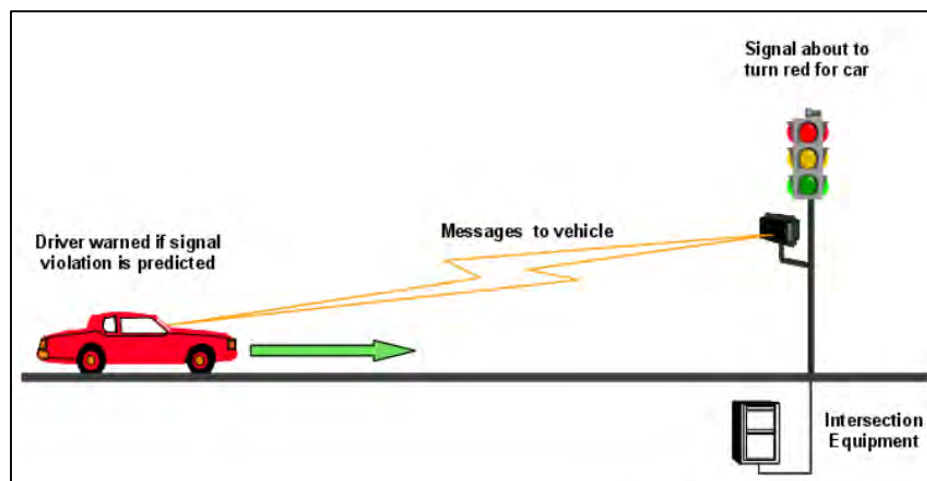 Signal about to
turn red for car
Messages to vehicle
Driver warned if signal
violation is predicted
Intersection
Equipment